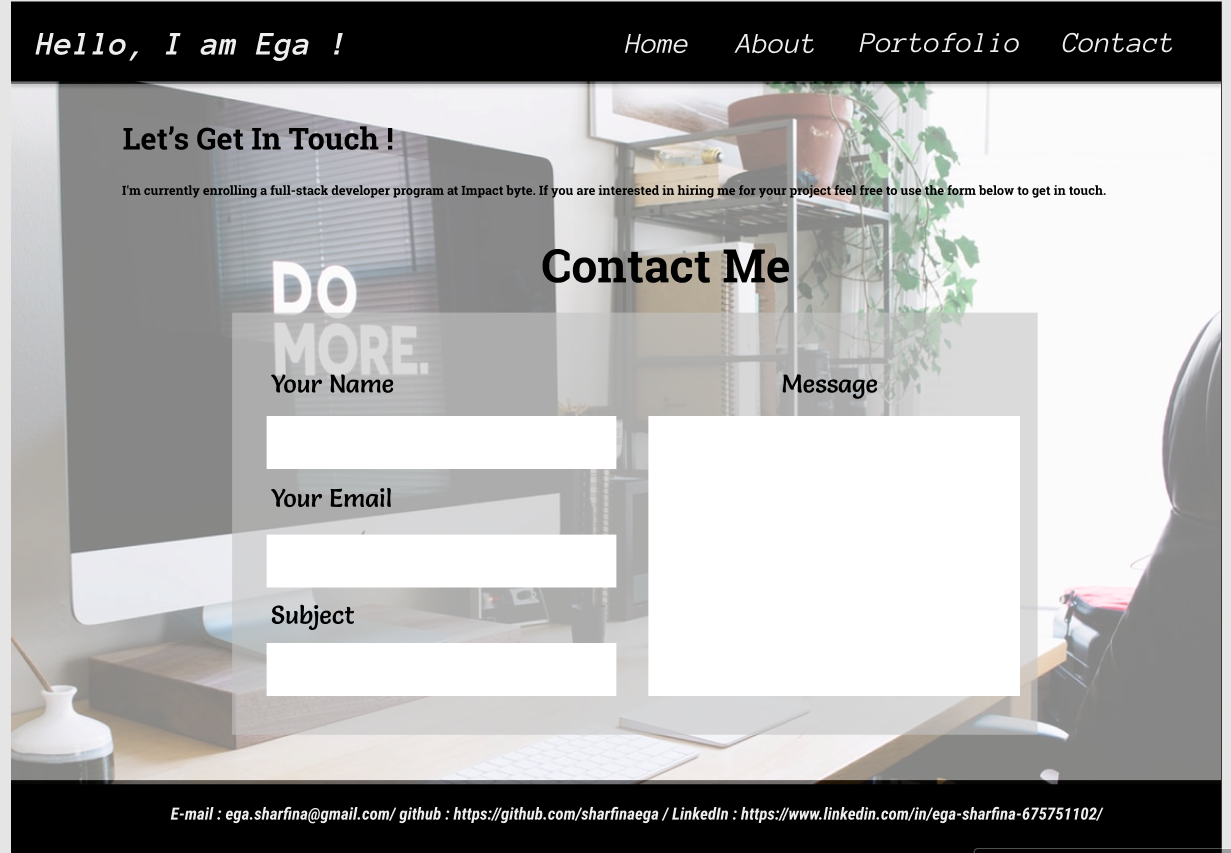 Hello, I am Ega !
Home About Portofolio Contact
Let's Get In Touch !
I'm currently enrolling a full-stack developer program at Impact byte. If you are interested in hiring me for your project feel free to use the form below to get in touch.
Contact Me
DO
MORE.
Your Name
Message
Your Email
Subject
E-mail : ega.sharfina@gmail.com/ github : https://github.com/sharfinaega / LinkedIn : https://www.linkedin.com/in/ega-sharfina-675751102/